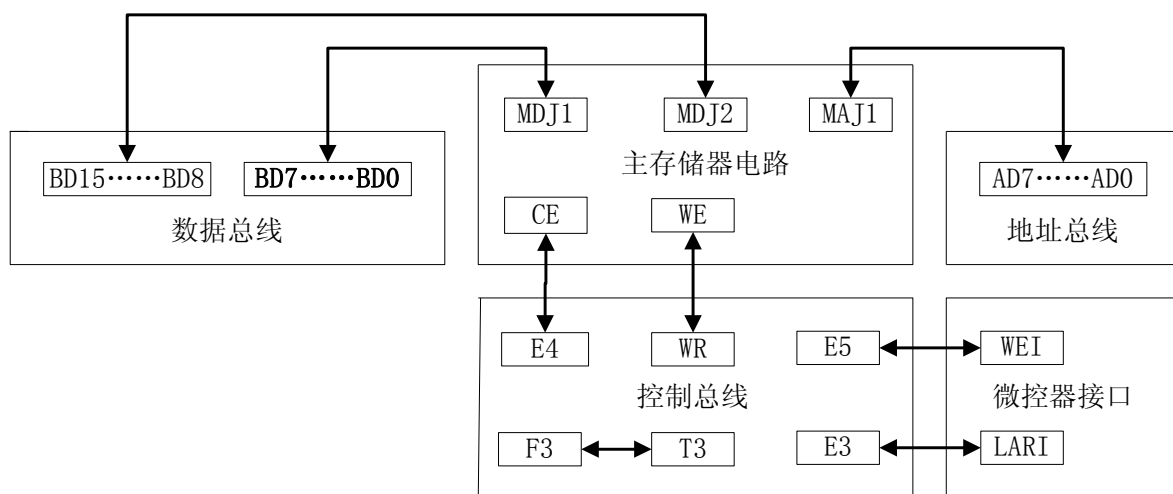 MDJ1
MDJ2
MAJ1
主存储器电路
BD15……BD8
BD7……BD0
数据总线
AD7……AD0
地址总线
CE
WE
E4
WR
E5
WEI
控制总线
微控器接口
F3
T3
E3
LARI